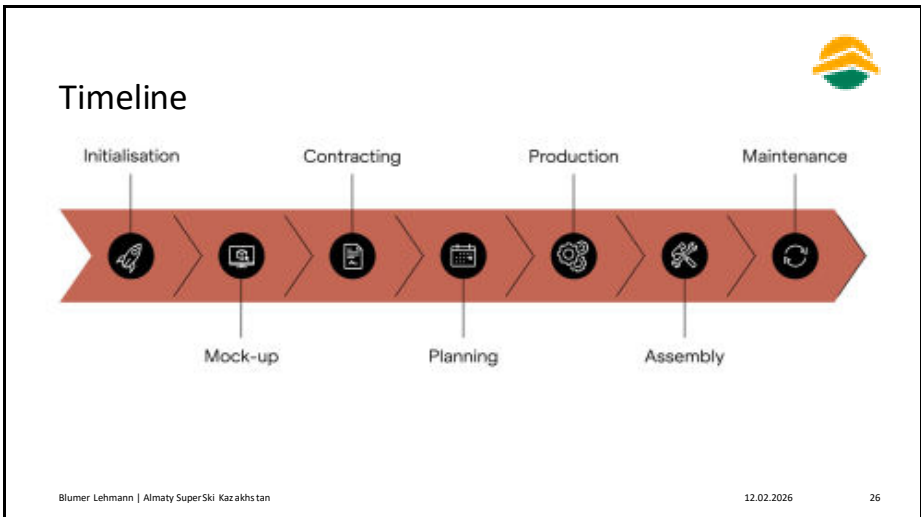 Timeline
Initialisation
Contracting
Production
Maintenance
Mock-up
Planning
Assembly
Blumer Lehmann | Almaty SuperSki Kazakhstan
12.02.2026
26